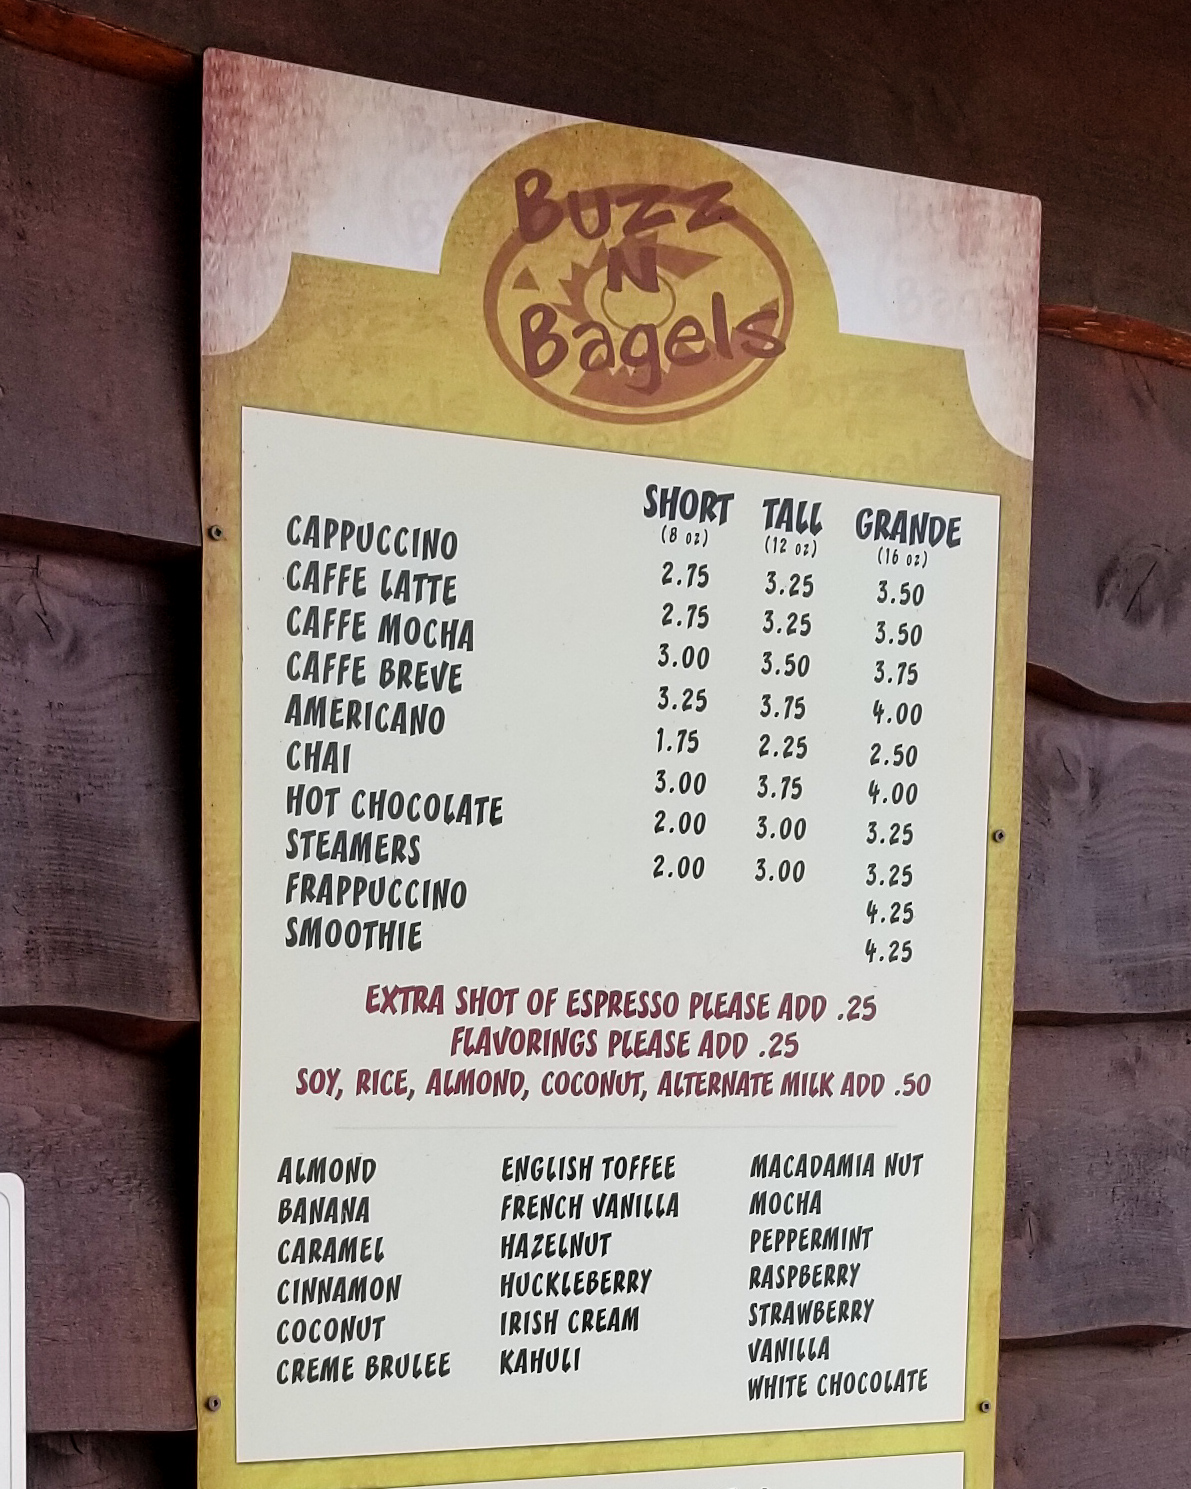 Buzz
N
Bagels
SHORT TALL GRANDE
(8 oz) (12 oz) (16 oz)
CAPPUCCINO 2.75 3.25 3.50
CAFFE LATTE 2.75 3.25 3.50
CAFFE MOCHA 3.00 3.50 3.75
CAFFE BREVE 3.25 3.75 4.00
AMERICANO 1.75 2.25 2.50
CHAI 3.00 3.75 4.00
HOT CHOCOLATE 2.00 3.00 3.25
STEAMERS 2.00 3.00 3.25
FRAPPUCCINO 4.25
SMOOTHIE 4.25
EXTRA SHOT OF ESPRESSO PLEASE ADD .25
FLAVORINGS PLEASE ADD .25
SOY, RICE, ALMOND, COCONUT, ALTERNATE MILK ADD .50
ALMOND
BANANA
CARAMEL
CINNAMON
COCONUT
CREME BRULEE
ENGLISH TOFFEE
FRENCH VANILLA
HAZELNUT
HUCKLEBERRY
IRISH CREAM
KAHULI
MACADAMIA NUT
MOCHA
PEPPERMINT
RASPBERRY
STRAWBERRY
VANILLA
WHITE CHOCOLATE